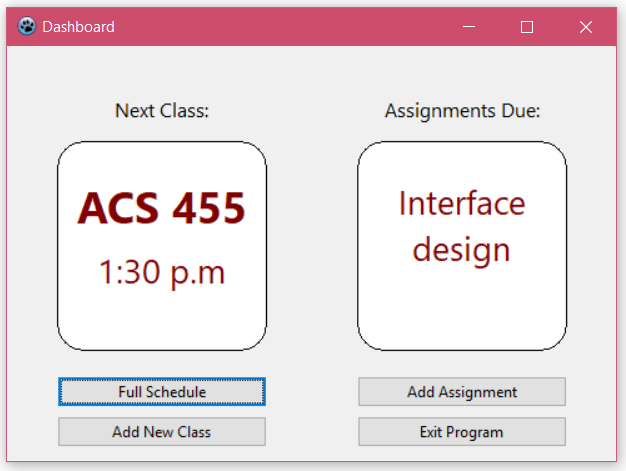 Dashboard
Next Class:
ACS 455
1:30 p.m
Full Schedule
Add New Class
Assignments Due:
Interface
design
Add Assignment
Exit Program